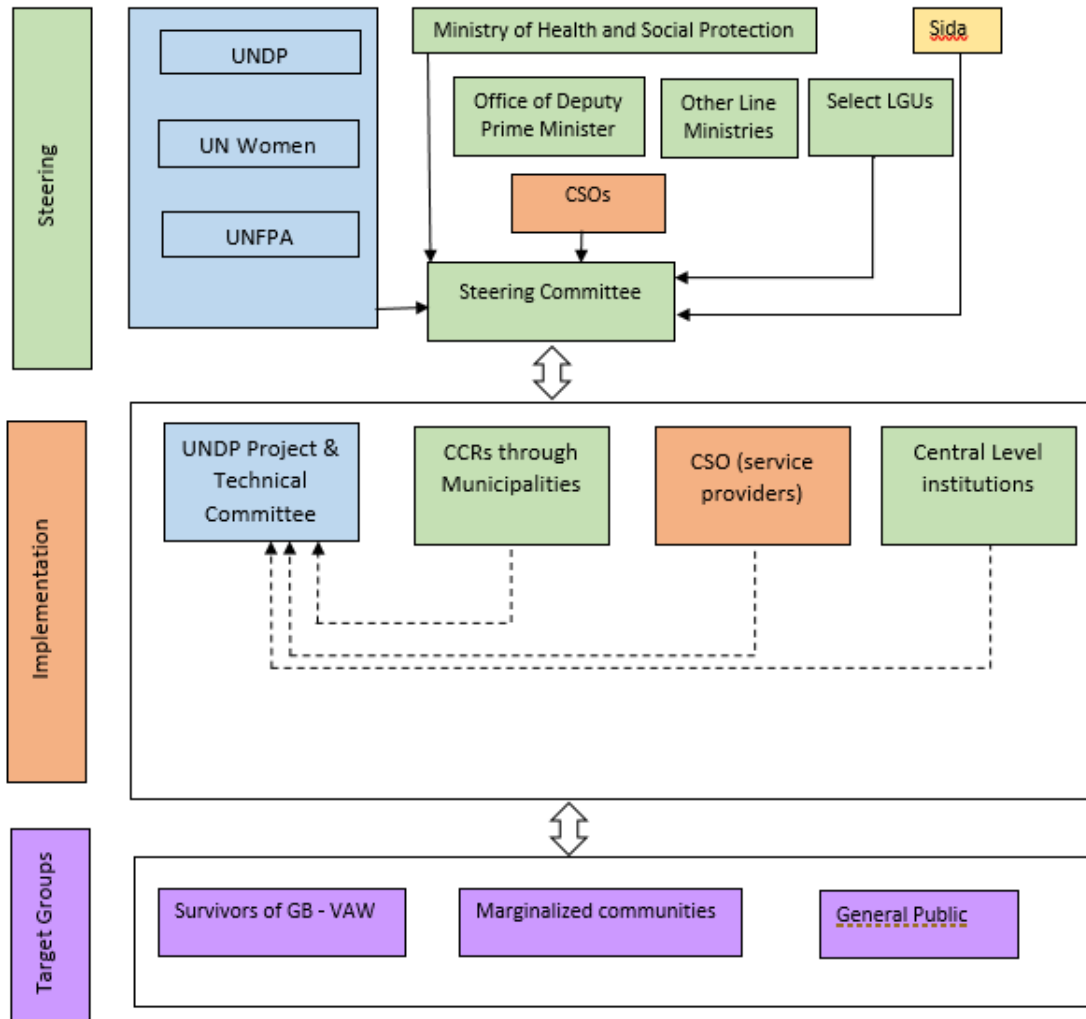 Steering
UNDP
UN Women
UNFPA
Ministry of Health and Social Protection
Sida
Office of Deputy
Prime Minister
Other Line
Ministries
Select LGUs
CSOs
Steering Committee
Implementation
UNDP Project &
Technical
Committee
CCRs through
Municipalities
CSO (service
providers)
Central Level
institutions
Target Groups
Survivors of GB - VAW
Marginalized communities
General Public